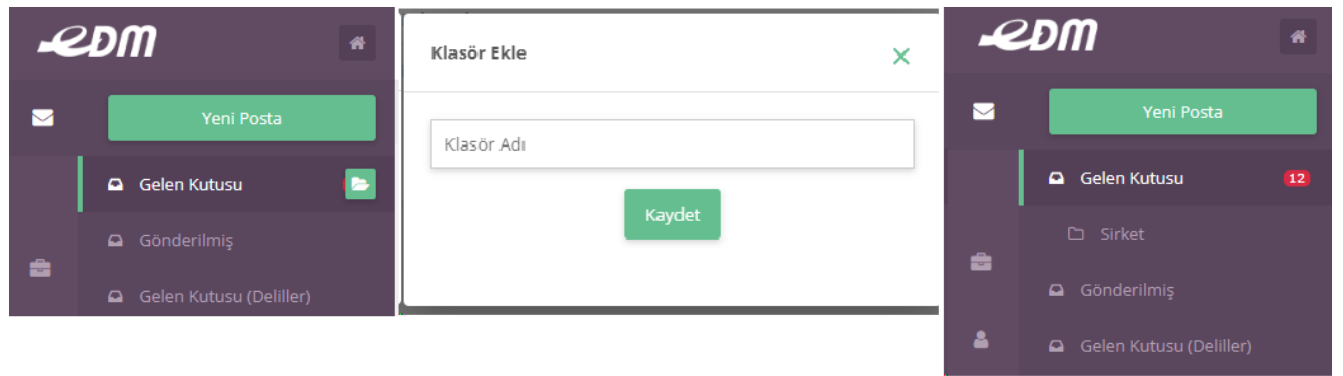 eDM
Yeni Posta
Gelen Kutusu
Gönderilmiş
Gelen Kutusu (Deliller)
Klasör Ekle
Klasör Adı
Kaydet
eDM
Yeni Posta
Gelen Kutusu 12
Sirket
Gönderilmiş
Gelen Kutusu (Deliller)